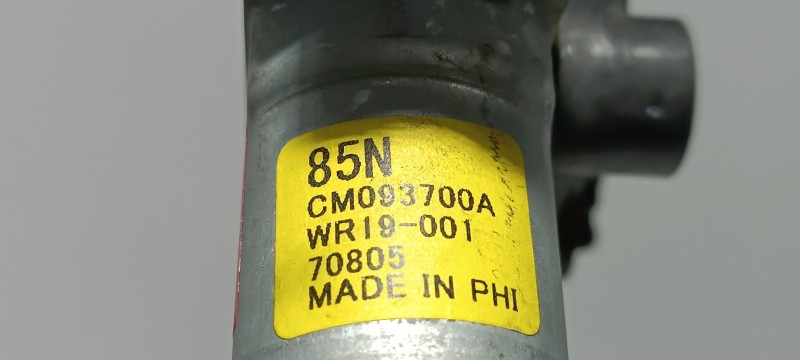 85N
CM093700A
WR19-001
70805
MADE IN PHI